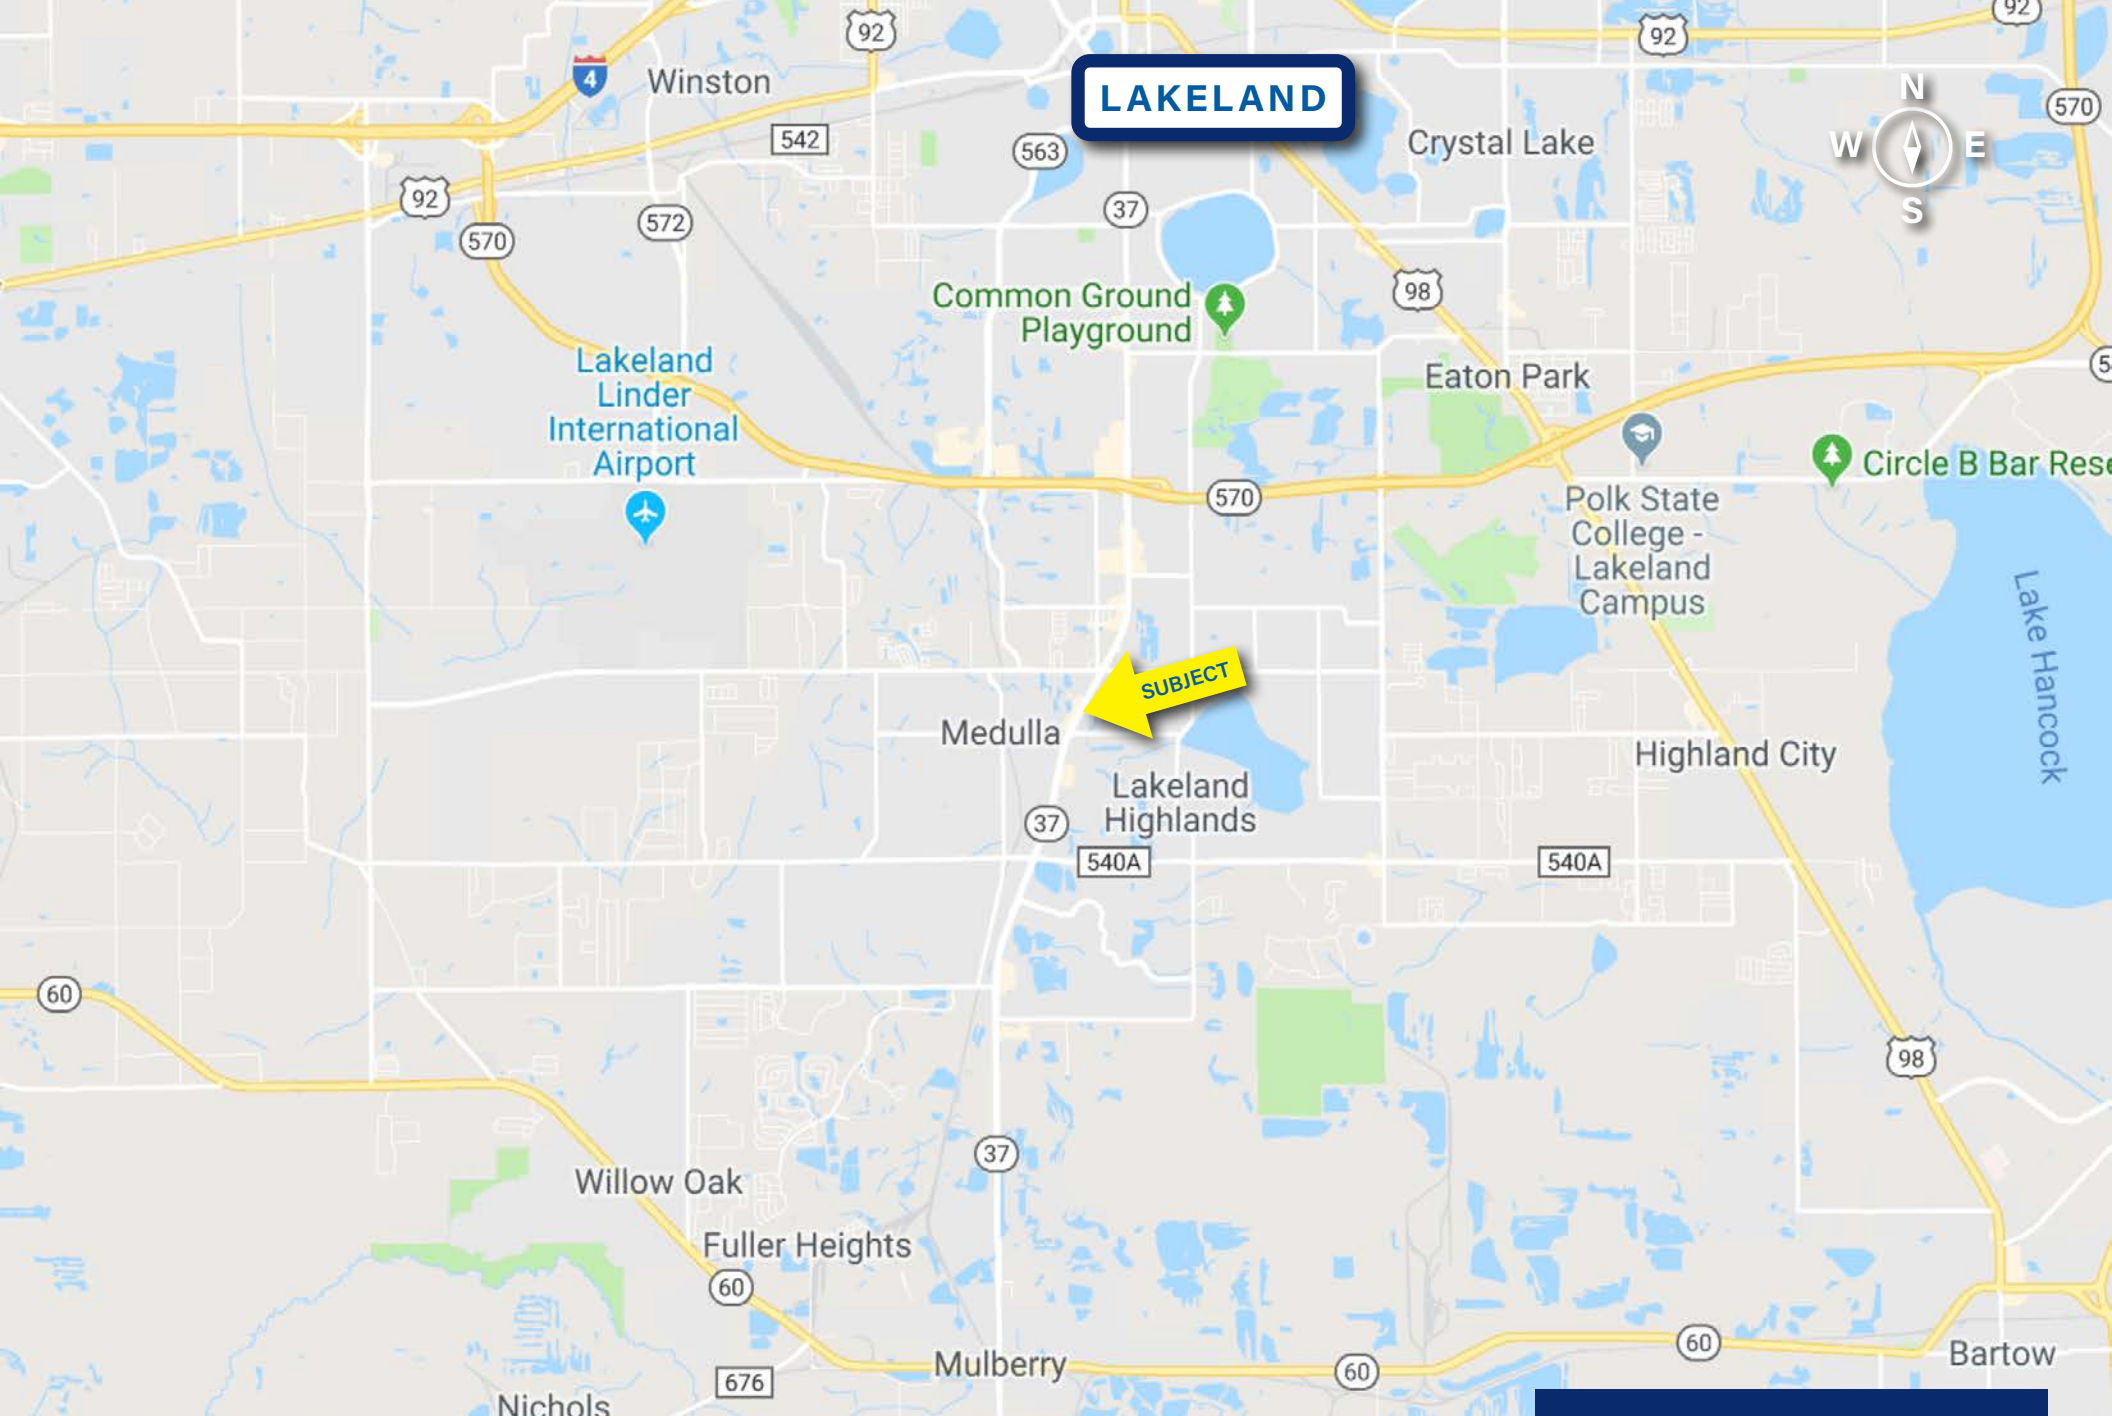 92
92
92
4
Winston
LAKELAND
N
W
E
S
570
542
563
Crystal Lake
92
572
37
570
98
Common Ground
Playground
Lakeland
Linder
International
Airport
Eaton Park
Circle B Bar Rese
570
Polk State
College -
Lakeland
Campus
Lake Hancock
SUBJECT
Medulla
Highland City
Lakeland
Highlands
37
540A
540A
60
98
37
Willow Oak
Fuller Heights
60
60
Bartow
Mulberry
60
676
Nichols